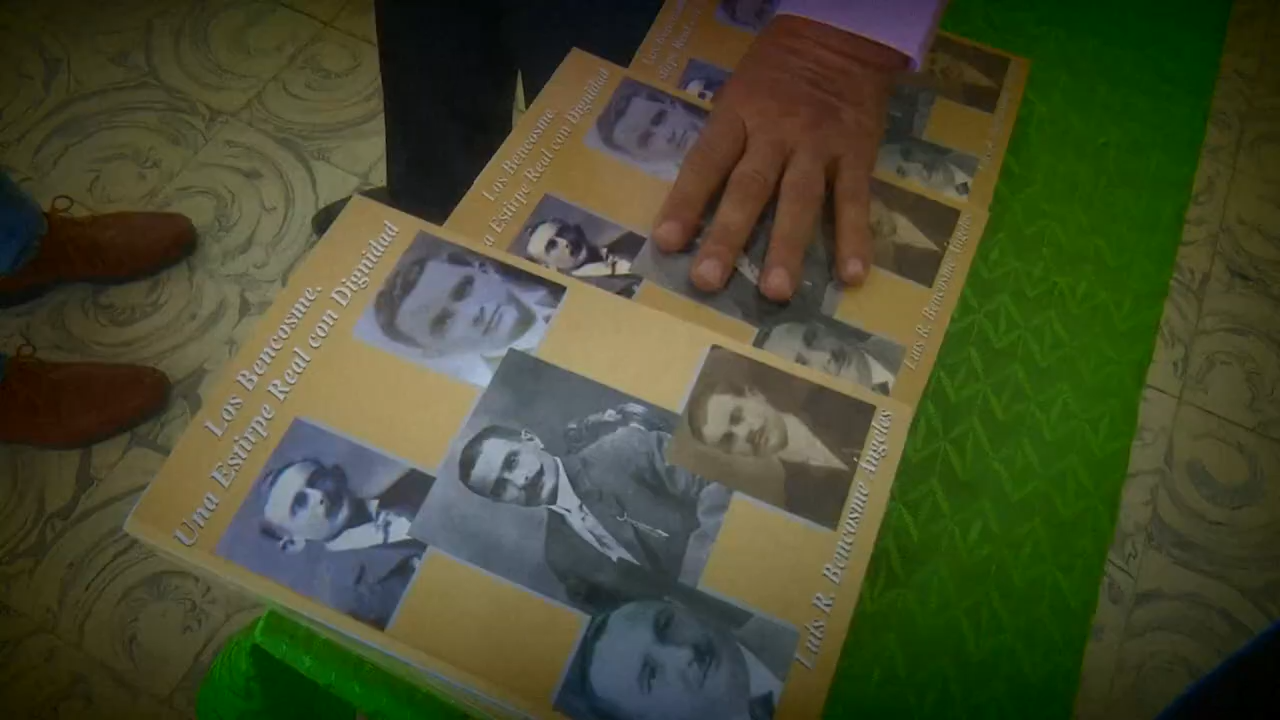 Los Bencosme.
Una Estirpe Real con Dignidad
Luis R. Bencosme Ángeles
Los Bencosme.
a Estirpe Real con Dignidad
Luis R. Bencosme Ángeles